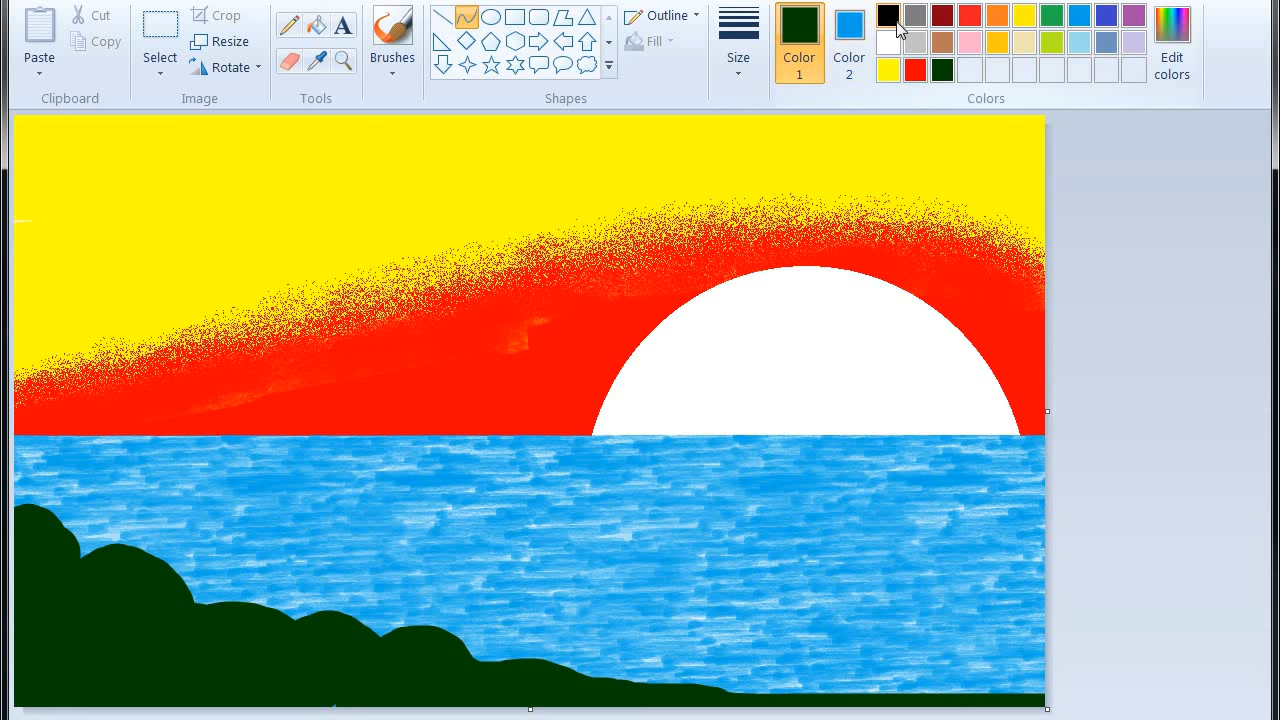 Cut
Copy
Paste
Clipboard
Crop
Resize
Rotate
Select
Image
A
Tools
Brushes
Outline
Fill
Shapes
Size
Color
1
Color
2
Edit
colors
Colors